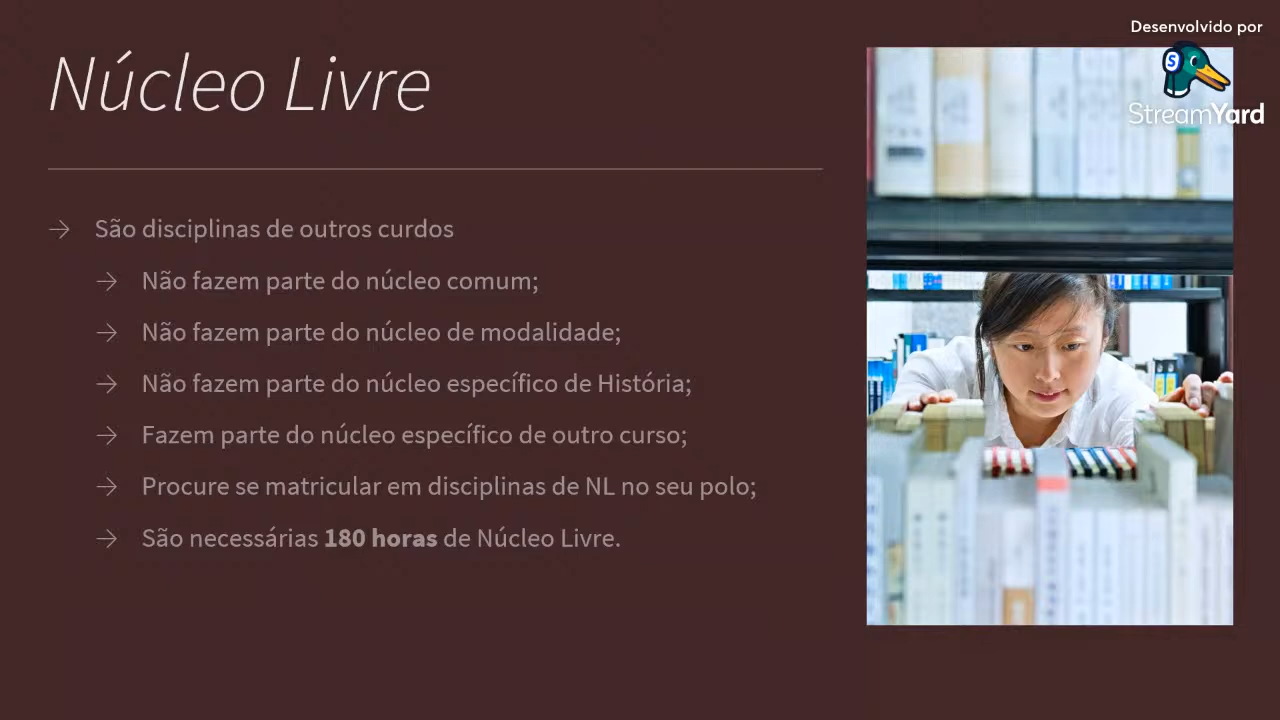 Desenvolvido por
StreamYard
Núcleo Livre
→ São disciplinas de outros curdos
→ Não fazem parte do núcleo comum;
→ Não fazem parte do núcleo de modalidade;
→ Não fazem parte do núcleo específico de História;
→ Fazem parte do núcleo específico de outro curso;
→ Procure se matricular em disciplinas de NL no seu polo;
→ São necessárias 180 horas de Núcleo Livre.